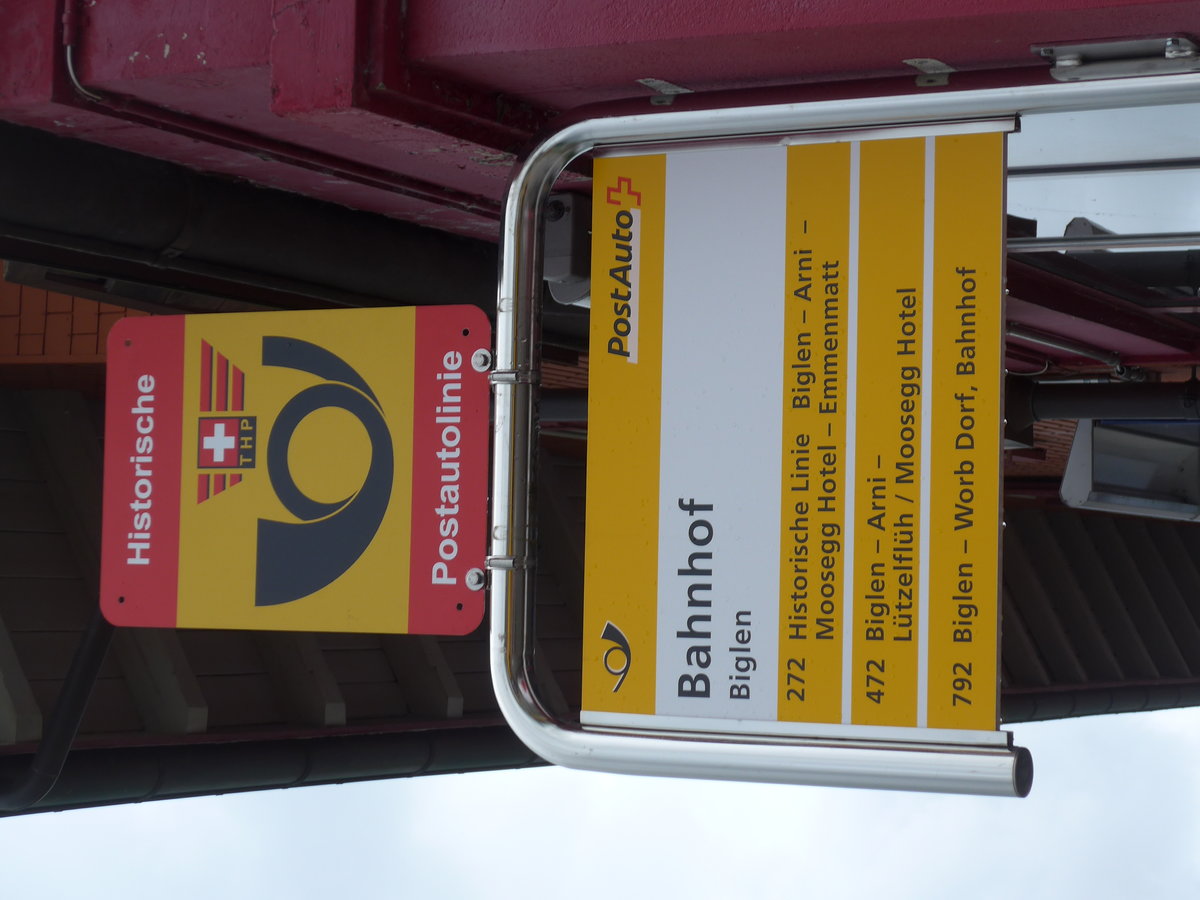 Historische
THP
Postautolinie
PostAuto
Bahnhof
Biglen
272 Historische Linie Biglen – Arni –
Moosegg Hotel – Emmenmatt
472 Biglen – Arni –
Lützelflüh / Moosegg Hotel
792 Biglen – Worb Dorf, Bahnhof